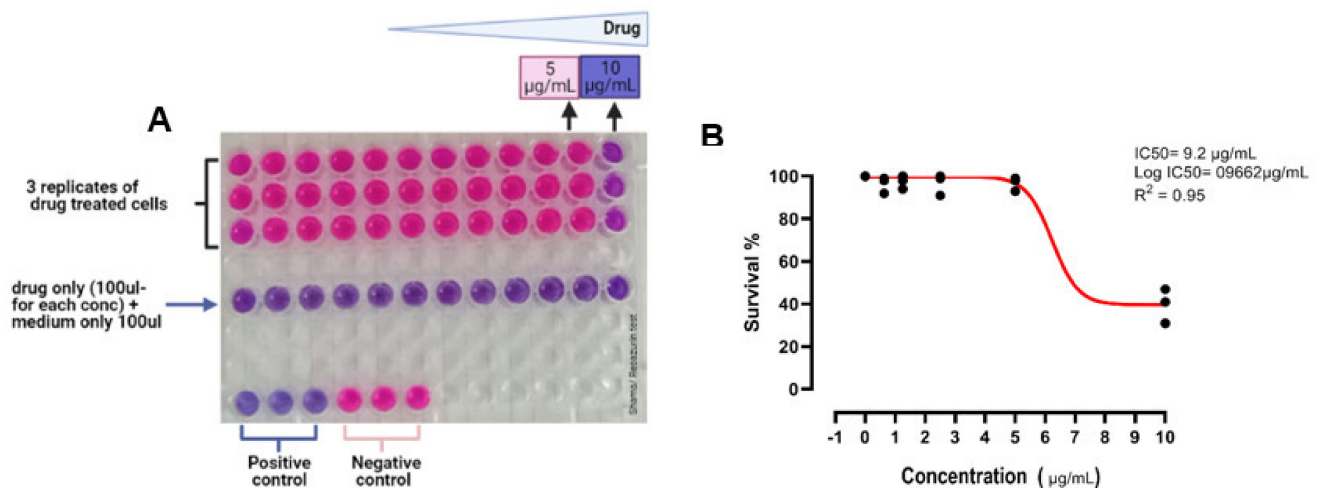 Drug
5
µg/mL
10
µg/mL
A
3 replicates of
drug treated cells
drug only (100ul-
for each conc) +
medium only 100ul
Shams/ Resazurin test
Positive
control
Negative
control
B
IC50= 9.2 µg/mL
Log IC50= 09662µg/mL
R² = 0.95
Survival %
100
80
60
40
20
0
-1 0 1 2 3 4 5 6 7 8 9 10
Concentration ( µg/mL)